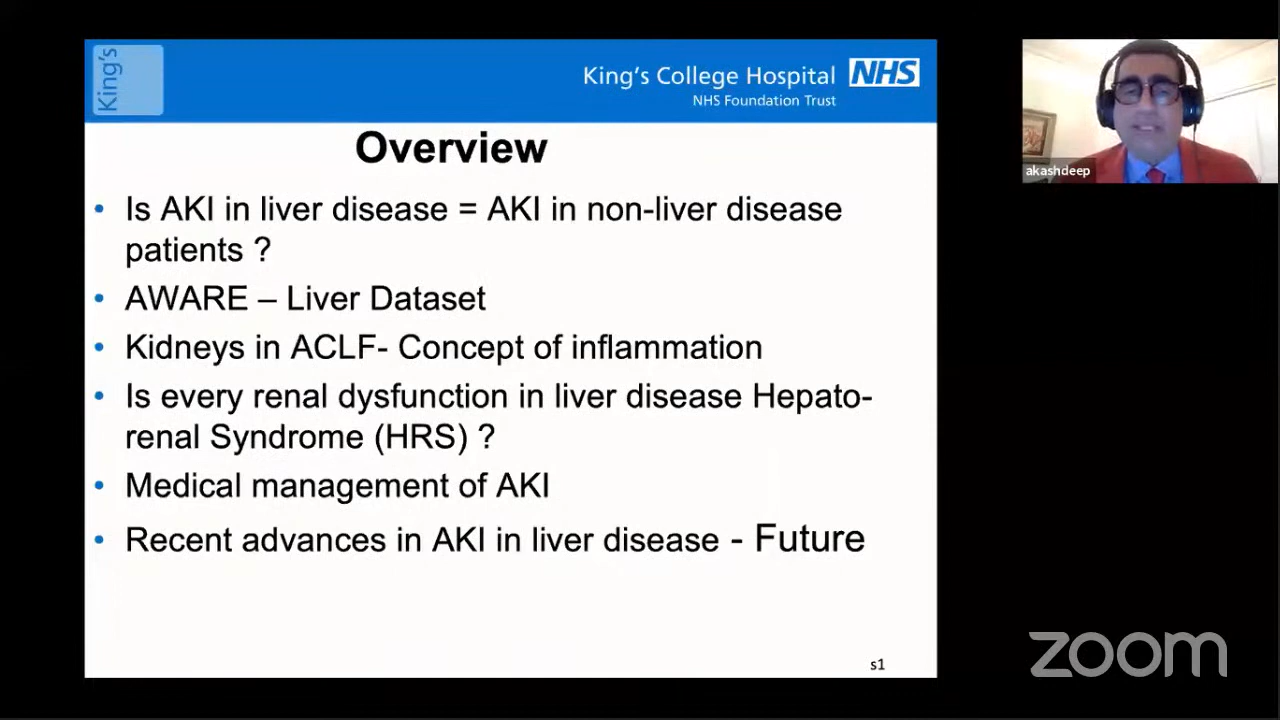 King's
King's College Hospital NHS
NHS Foundation Trust
Overview
• Is AKI in liver disease = AKI in non-liver disease
patients ?
• AWARE – Liver Dataset
• Kidneys in ACLF- Concept of inflammation
• Is every renal dysfunction in liver disease Hepato-
renal Syndrome (HRS) ?
• Medical management of AKI
• Recent advances in AKI in liver disease - Future
s1
akashdeep
zoom